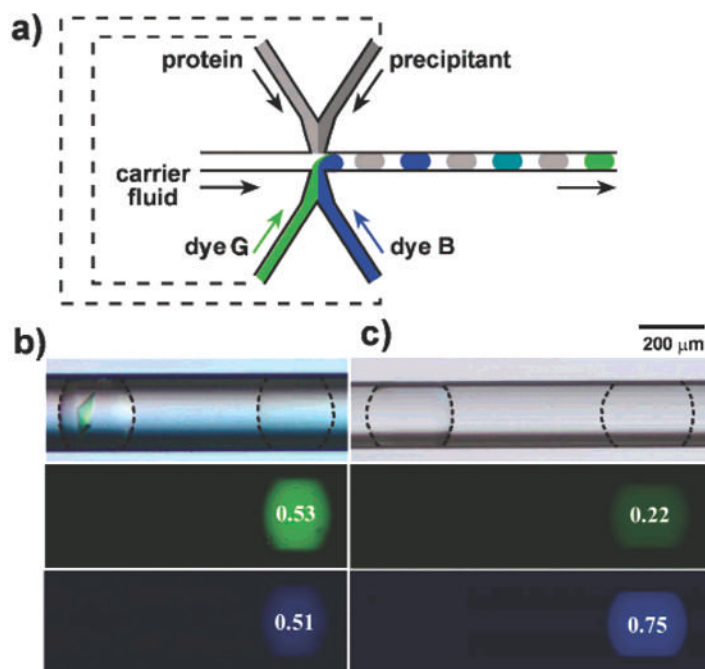 a)
protein
precipitant
carrier
fluid
dye G
dye B
b)
c)
200 μm
0.53
0.22
0.51
0.75